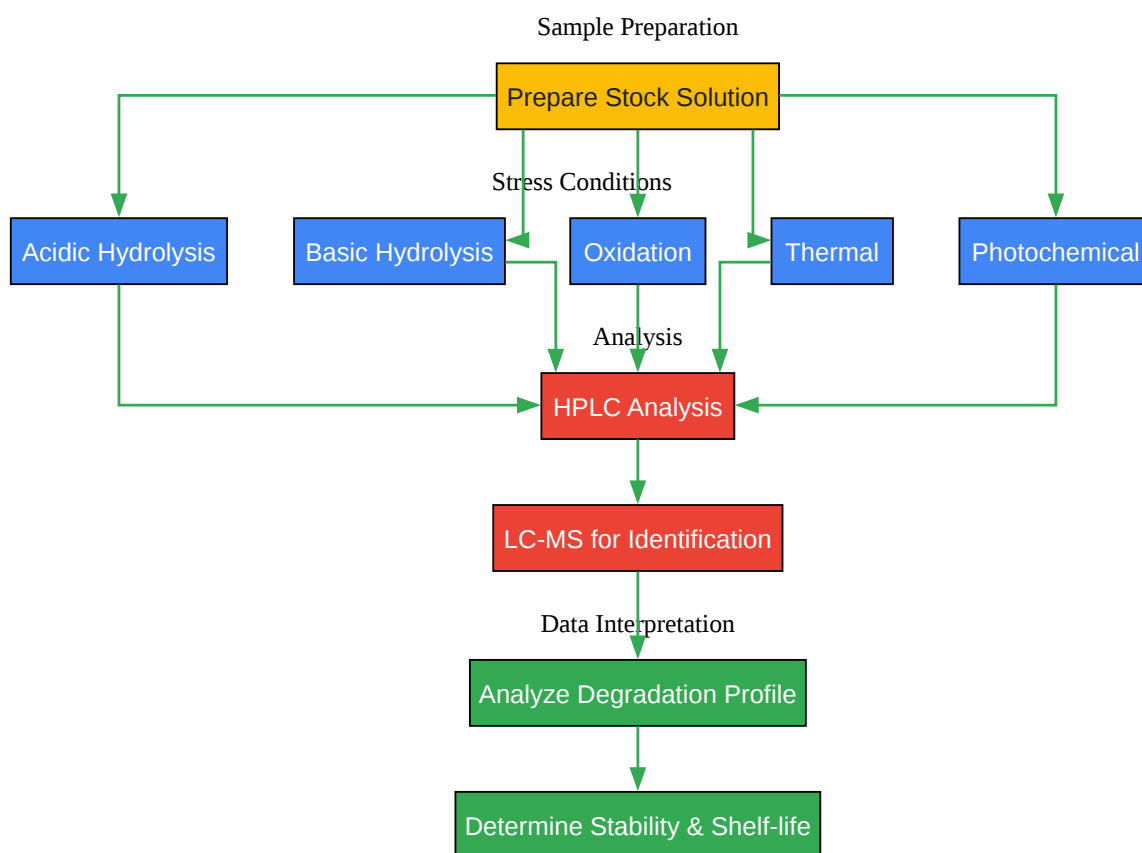 Sample Preparation
Prepare Stock Solution
Stress Conditions
Acidic Hydrolysis
Basic Hydrolysis
Oxidation
Thermal
Photochemical
Analysis
HPLC Analysis
LC-MS for Identification
Data Interpretation
Analyze Degradation Profile
Determine Stability & Shelf-life